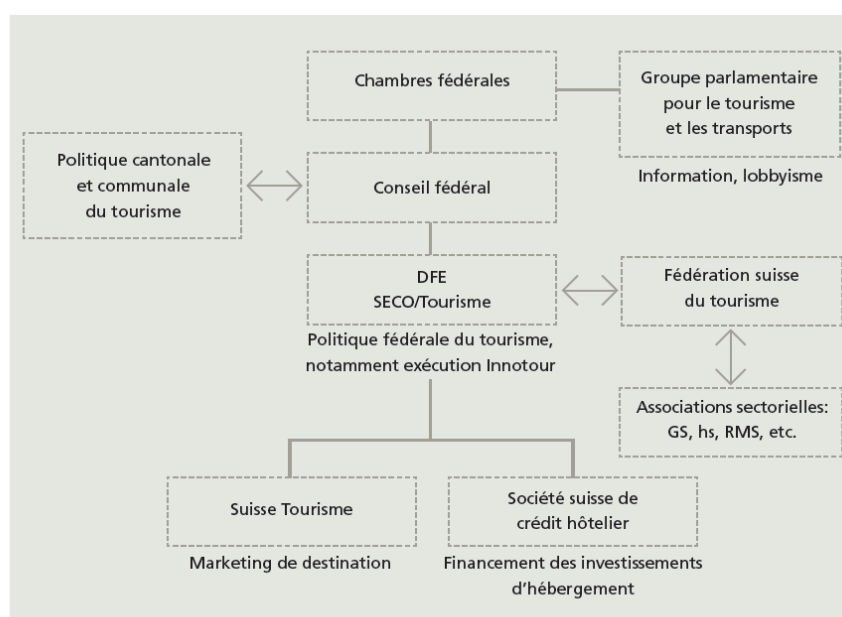 Chambres fédérales
Groupe parlamentaire
pour le tourisme
et les transports
Information, lobbyisme
Politique cantonale
et communale
du tourisme
Conseil fédéral
DFE
SECO/Tourisme
Politique fédérale du tourisme,
notamment exécution Innotour
Fédération suisse
du tourisme
Associations sectorielles:
GS, hs, RMS, etc.
Suisse Tourisme
Marketing de destination
Société suisse de
crédit hôtelier
Financement des investissements
d’hébergement